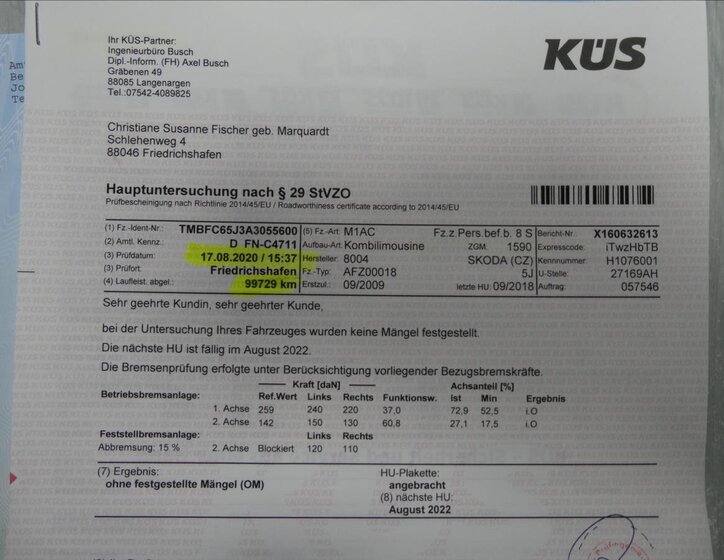 Ihr KÜS-Partner:
Ingenieurbüro Busch
Dipl.-Inform. (FH) Axel Busch
Gräbenen 49
88085 Langenargen
Tel.:07542-4089825
KÜS
Christiane Susanne Fischer geb. Marquardt
Schlehenweg 4
88046 Friedrichshafen
Hauptuntersuchung nach § 29 StVZO
Prüfbescheinigung nach Richtlinie 2014/45/EU / Roadworthiness certificate according to 2014/45/EU
(1) Fz.-Ident-Nr.: TMBFC65J3A3055600 (5) Fz.-Art: M1AC Fz.z.Pers.bef.b. 8 S Bericht-Nr.: X160632613
(2) Amtl. Kennz.: D FN-C4711 Aufbau-Art: Kombilimousine ZGM: 1590 Expresscode: iTwzHbTB
(3) Prüfdatum: 17.08.2020 / 15:37 Hersteller: 8004 SKODA (CZ) Kennnummer: H1076001
(3) Prüfort: Friedrichshafen Fz.-Typ: AFZ00018 5J U-Stelle: 27169AH
(4) Laufleist. abgel.: 99729 km Erstzul.: 09/2009 letzte HU: 09/2018 Auftrag: 057546
Sehr geehrte Kundin, sehr geehrter Kunde,
bei der Untersuchung Ihres Fahrzeuges wurden keine Mängel festgestellt.
Die nächste HU ist fällig im August 2022.
Die Bremsenprüfung erfolgte unter Berücksichtigung vorliegender Bezugsbremskräfte.
Kraft [daN] Achsanteil [%]
Betriebsbremsanlage: Ref.Wert Links Rechts Funktionsw. Ist Min Ergebnis
1. Achse 259 240 220 37,0 72,9 52,5 i.O
2. Achse 142 150 130 60,8 27,1 17,5 i.O
Feststellbremsanlage: Links Rechts
Abbremsung: 15 % 2. Achse Blockiert 120 110
(7) Ergebnis: HU-Plakette:
ohne festgestellte Mängel (OM) angebracht
(8) nächste HU:
August 2022